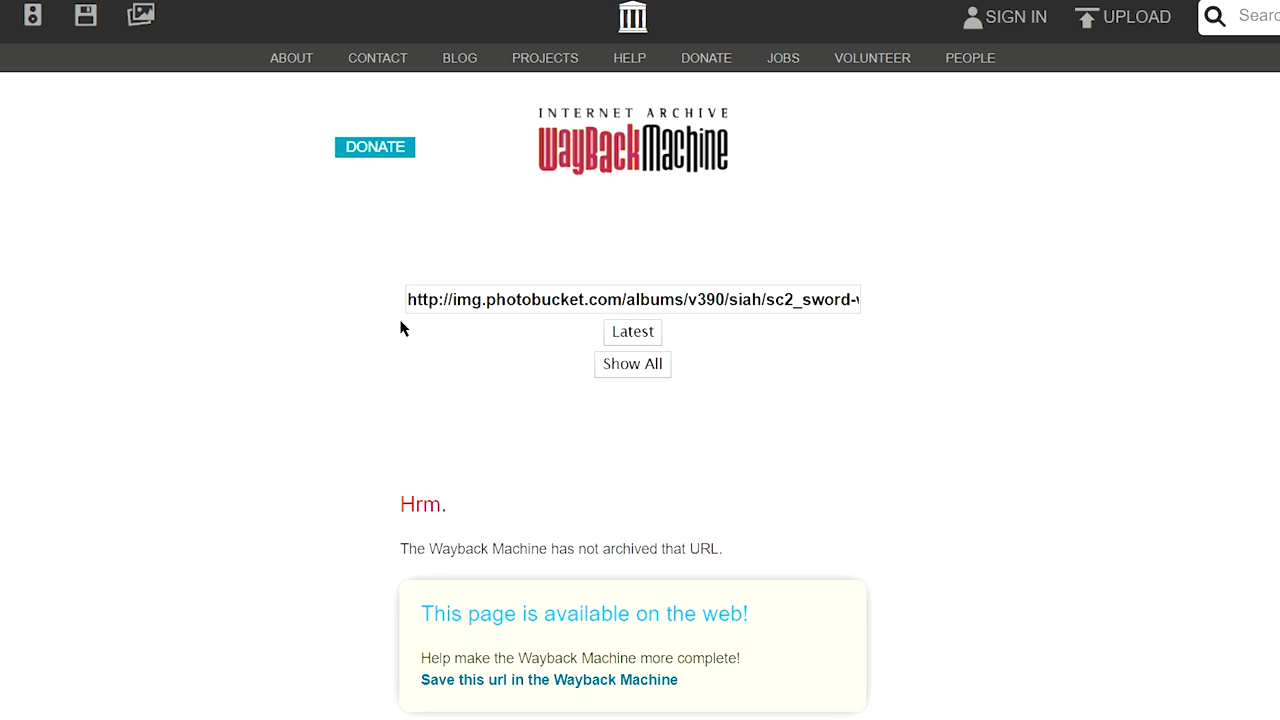 SIGN IN UPLOAD
ABOUT CONTACT BLOG PROJECTS HELP DONATE JOBS VOLUNTEER PEOPLE
INTERNET ARCHIVE
DONATE WayBackMachine
http://img.photobucket.com/albums/v390/siah/sc2_sword-
Latest
Show All
Hrm.
The Wayback Machine has not archived that URL.
This page is available on the web!
Help make the Wayback Machine more complete!
Save this url in the Wayback Machine